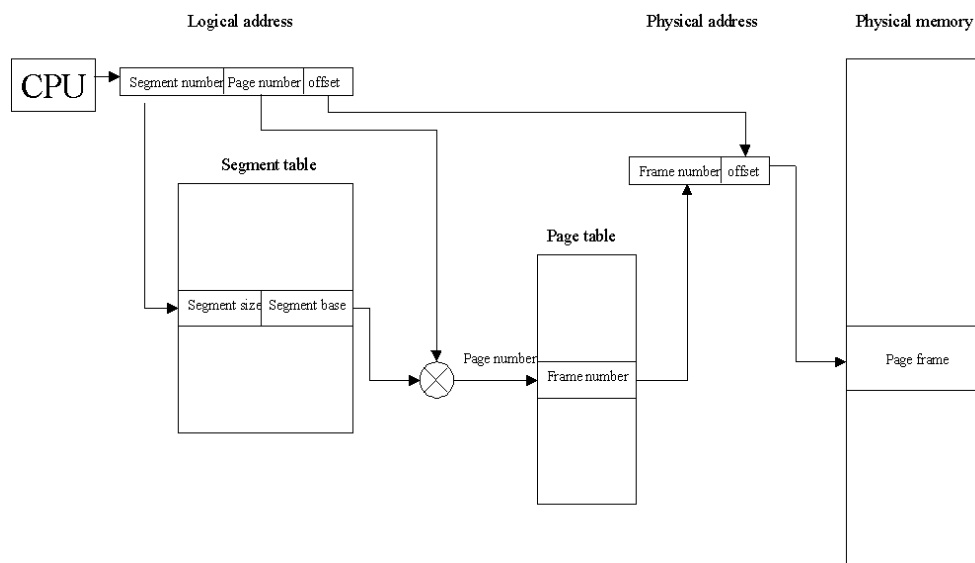 Logical address
Physical address
Physical memory
CPU
Segment number Page number offset
Segment table
Frame number offset
Page table
Segment size Segment base
Page number
Frame number
Page frame